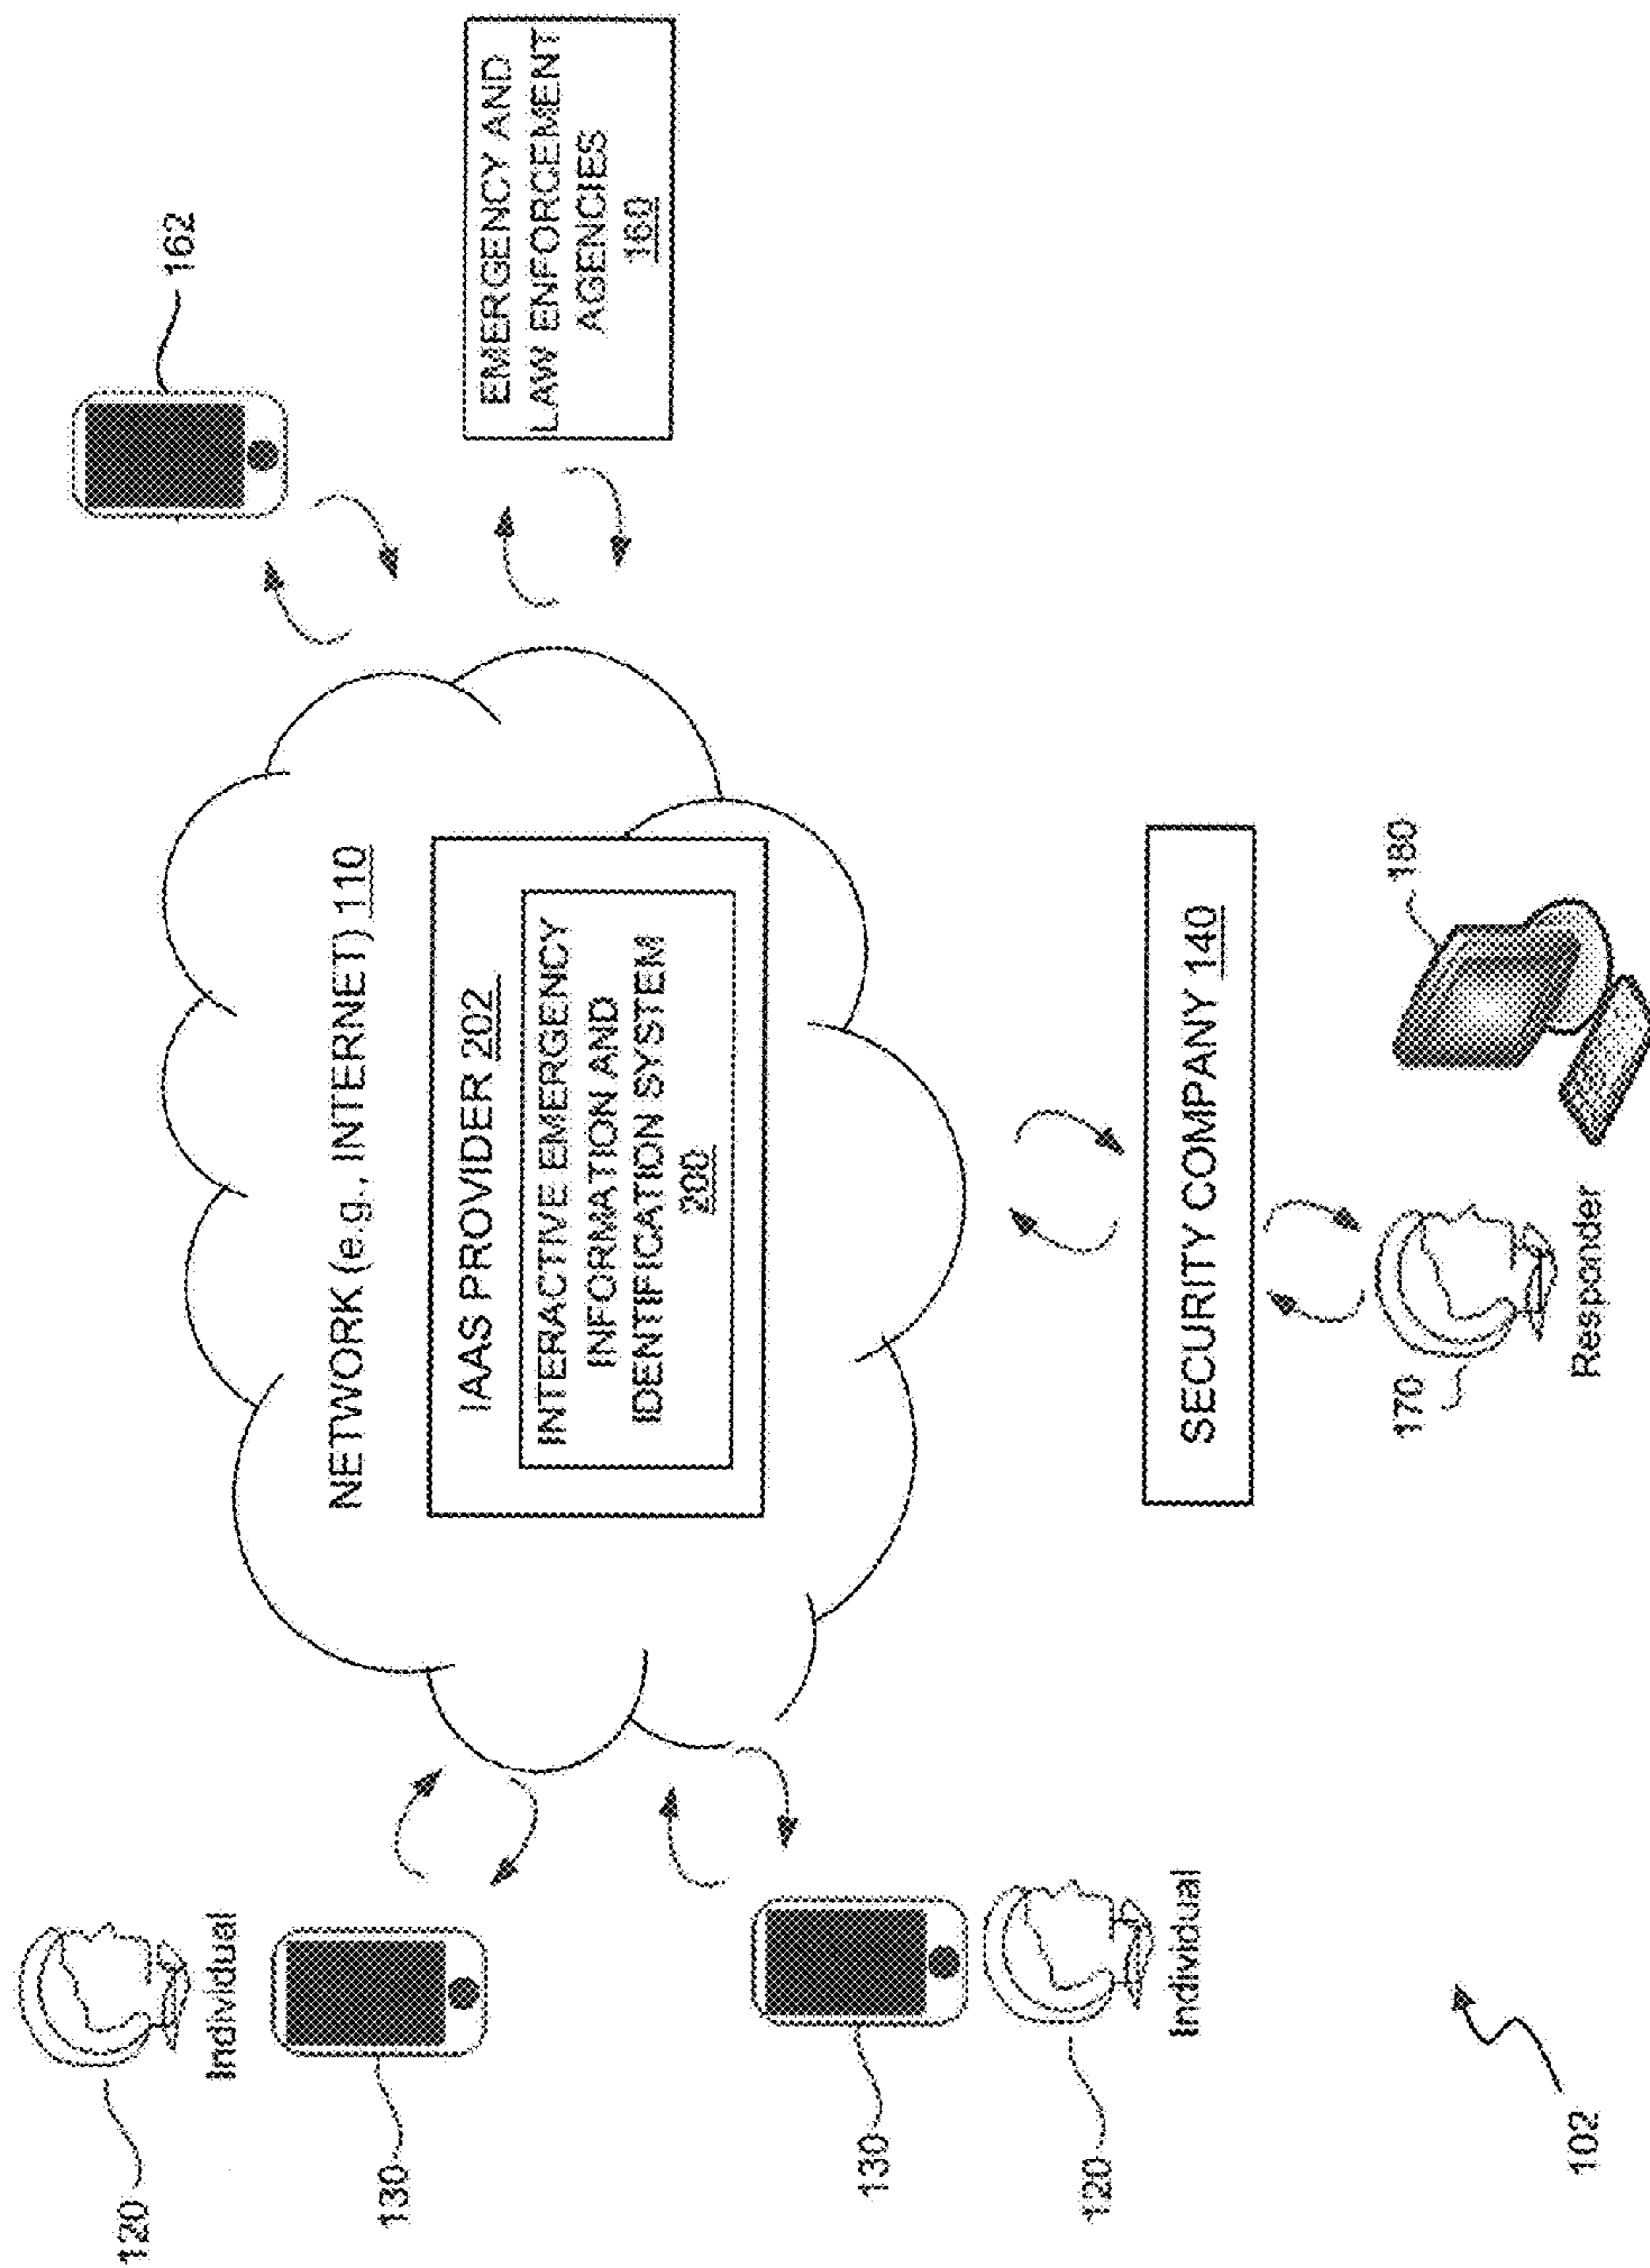 120
Individual
130
NETWORK (e.g., INTERNET) 110
IAAS PROVIDER 202
INTERACTIVE EMERGENCY
INFORMATION AND
IDENTIFICATION SYSTEM
200
162
EMERGENCY AND
LAW ENFORCEMENT
AGENCIES
160
130
120
Individual
SECURITY COMPANY 140
170
Responder
180
102